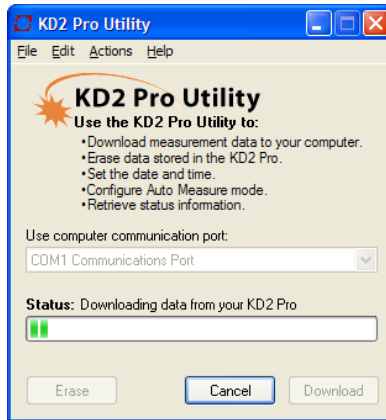 KD2 Pro Utility
File Edit Actions Help
KD2 Pro Utility
Use the KD2 Pro Utility to:
•Download measurement data to your computer.
•Erase data stored in the KD2 Pro.
•Set the date and time.
•Configure Auto Measure mode.
•Retrieve status information.
Use computer communication port:
COM1 Communications Port
Status: Downloading data from your KD2 Pro
Erase Cancel Download